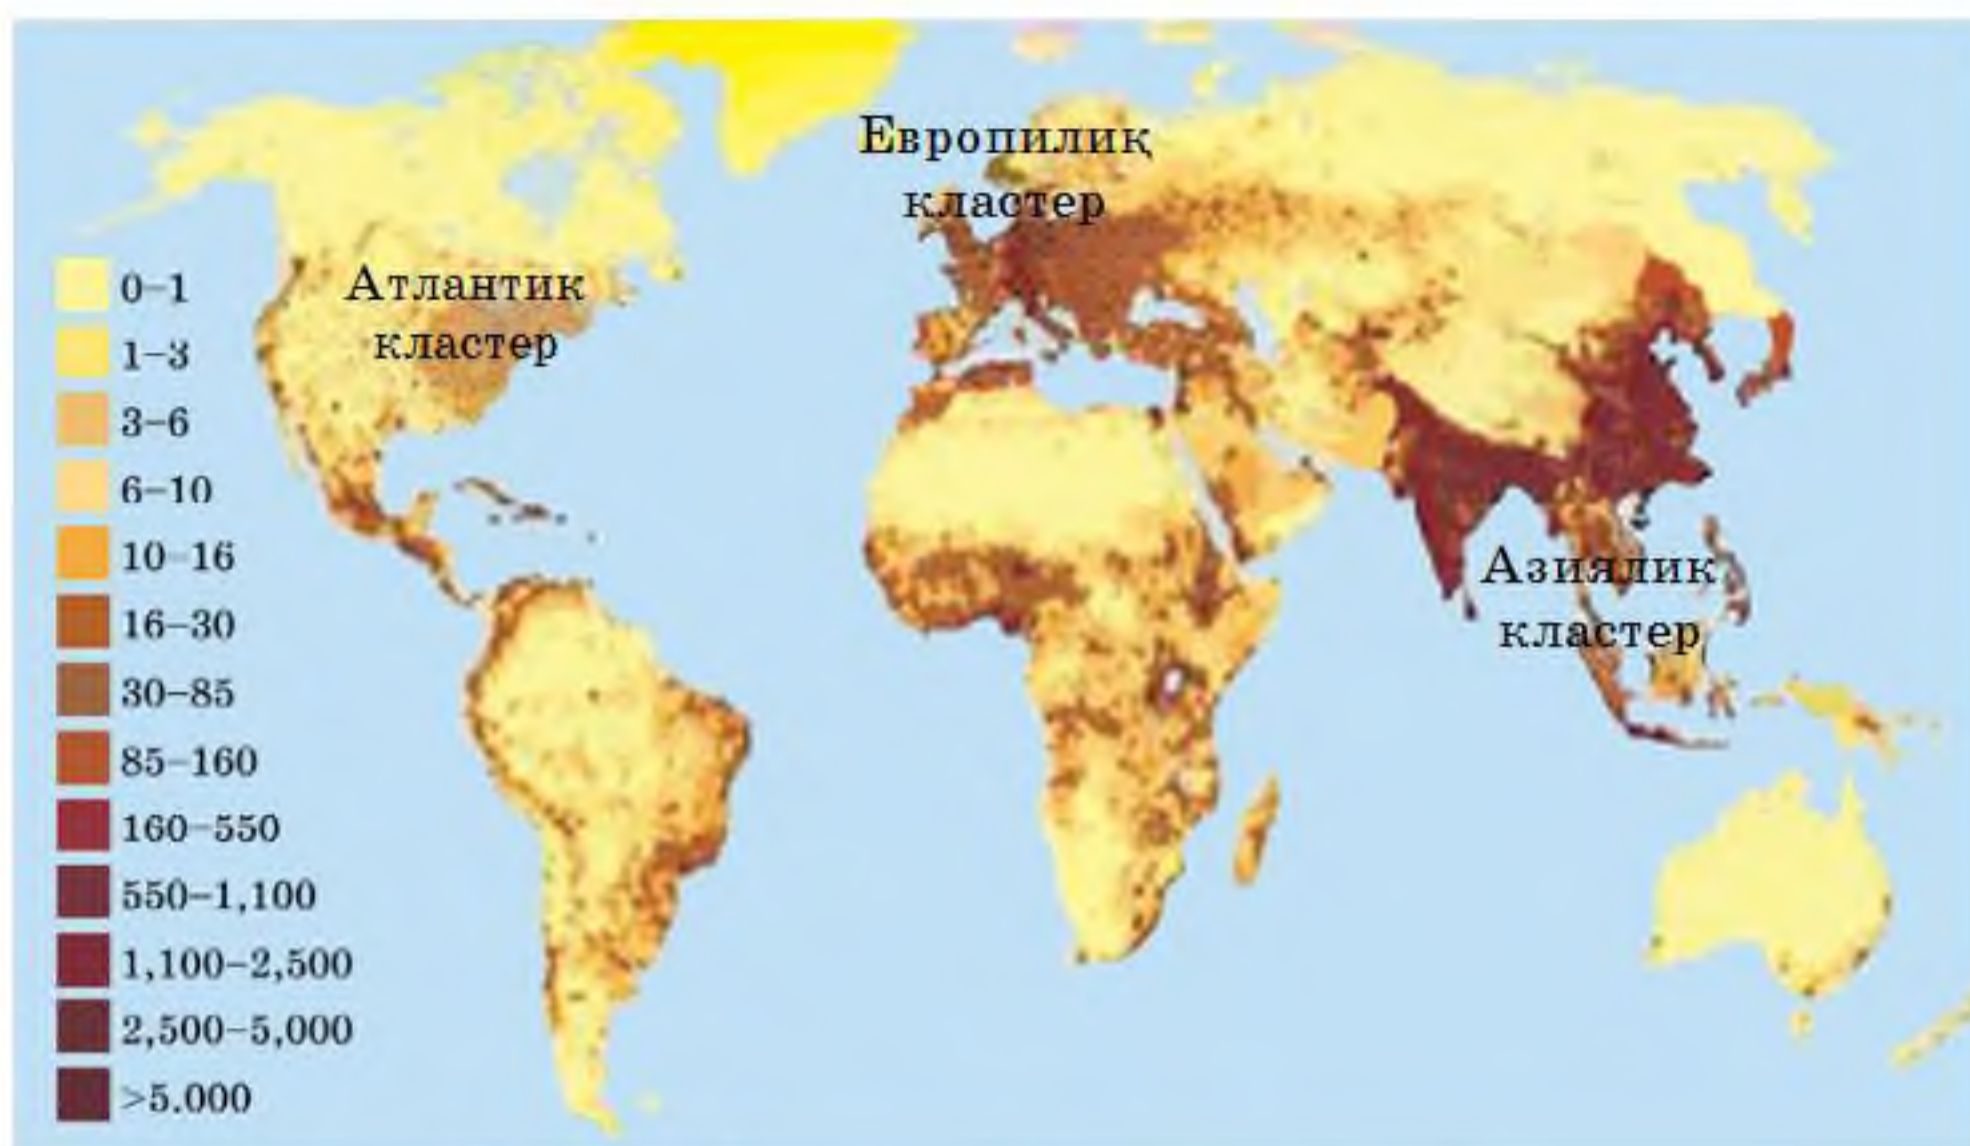 Европилиқ
кластер
Атлантик
кластер
Азиялик
кластер
0–1
1–3
3–6
6–10
10–16
16–30
30–85
85–160
160–550
550–1,100
1,100–2,500
2,500–5,000
>5.000